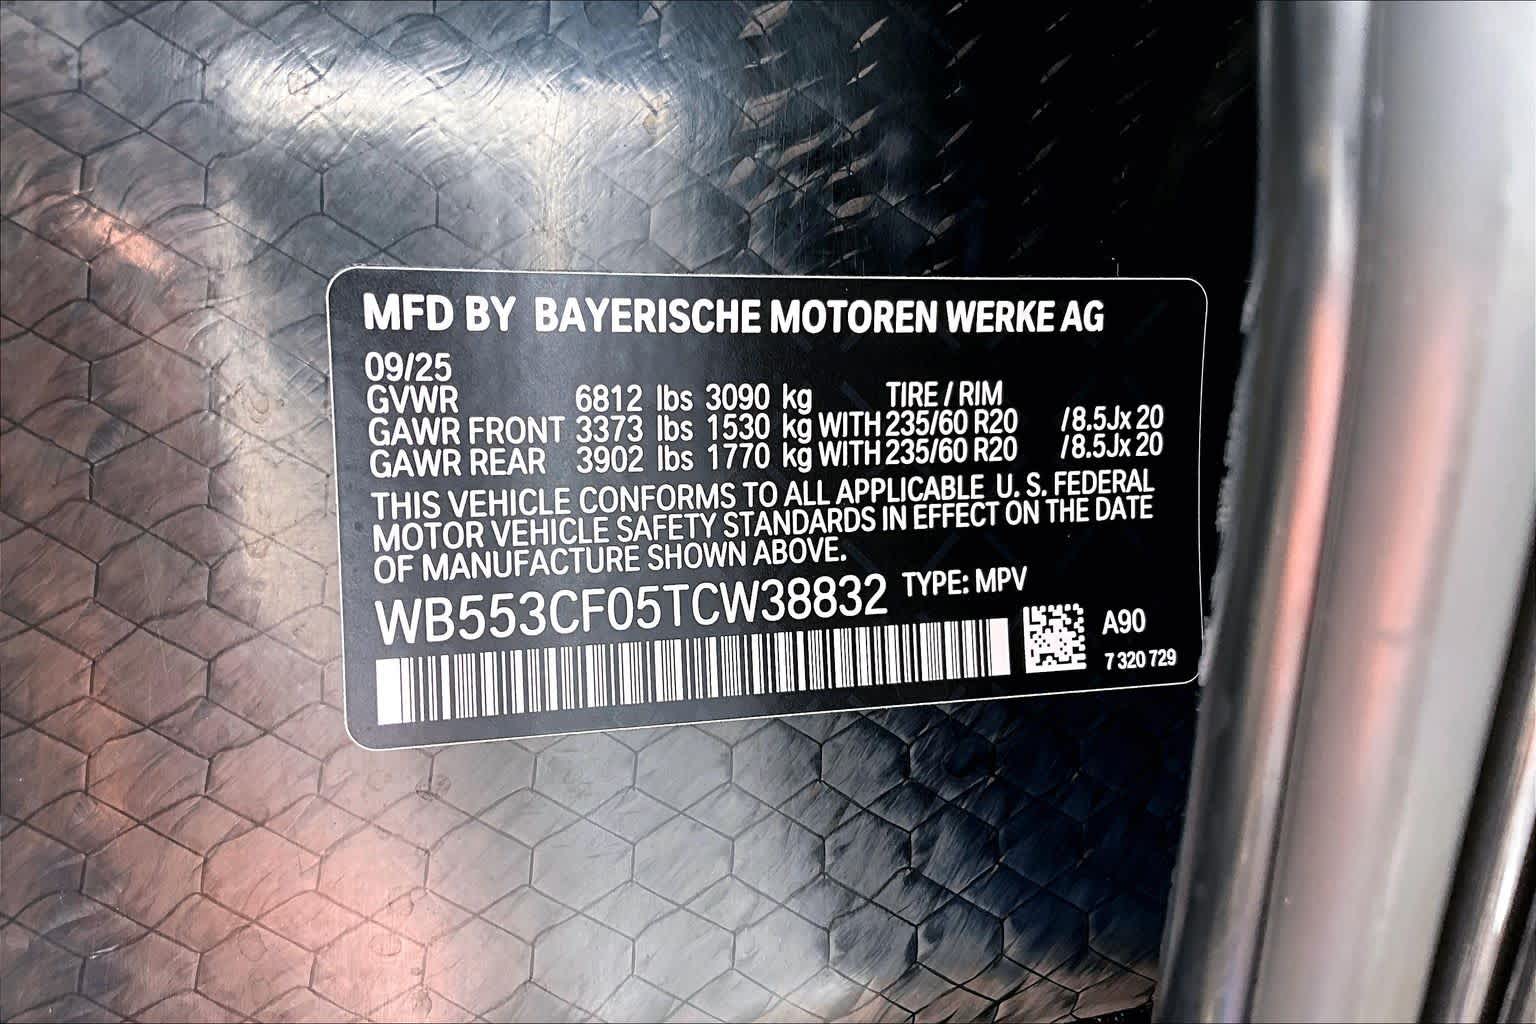 MFD BY BAYERISCHE MOTOREN WERKE AG
09/25
GVWR 6812 lbs 3090 kg TIRE / RIM
GAWR FRONT 3373 lbs 1530 kg WITH 235/60 R20 /8.5Jx 20
GAWR REAR 3902 lbs 1770 kg WITH 235/60 R20 /8.5Jx 20
THIS VEHICLE CONFORMS TO ALL APPLICABLE U. S. FEDERAL
MOTOR VEHICLE SAFETY STANDARDS IN EFFECT ON THE DATE
OF MANUFACTURE SHOWN ABOVE.
WB553CF05TCW38832 TYPE: MPV
A90
7 320 729